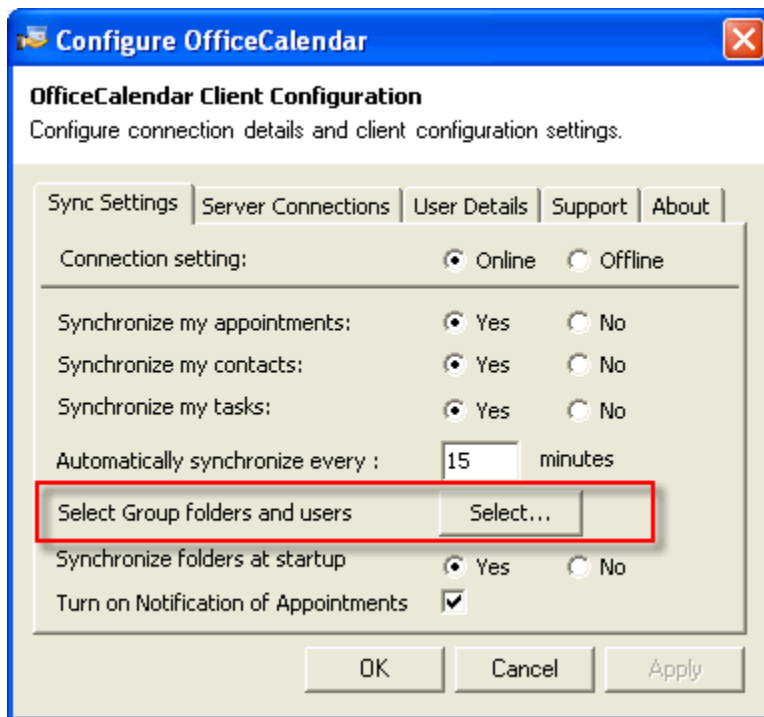 Configure OfficeCalendar
OfficeCalendar Client Configuration
Configure connection details and client configuration settings.
Sync Settings Server Connections User Details Support About
Connection setting: Online Offline
Synchronize my appointments: Yes No
Synchronize my contacts: Yes No
Synchronize my tasks: Yes No
Automatically synchronize every : 15 minutes
Select Group folders and users Select...
Synchronize folders at startup Yes No
Turn on Notification of Appointments
OK Cancel Apply